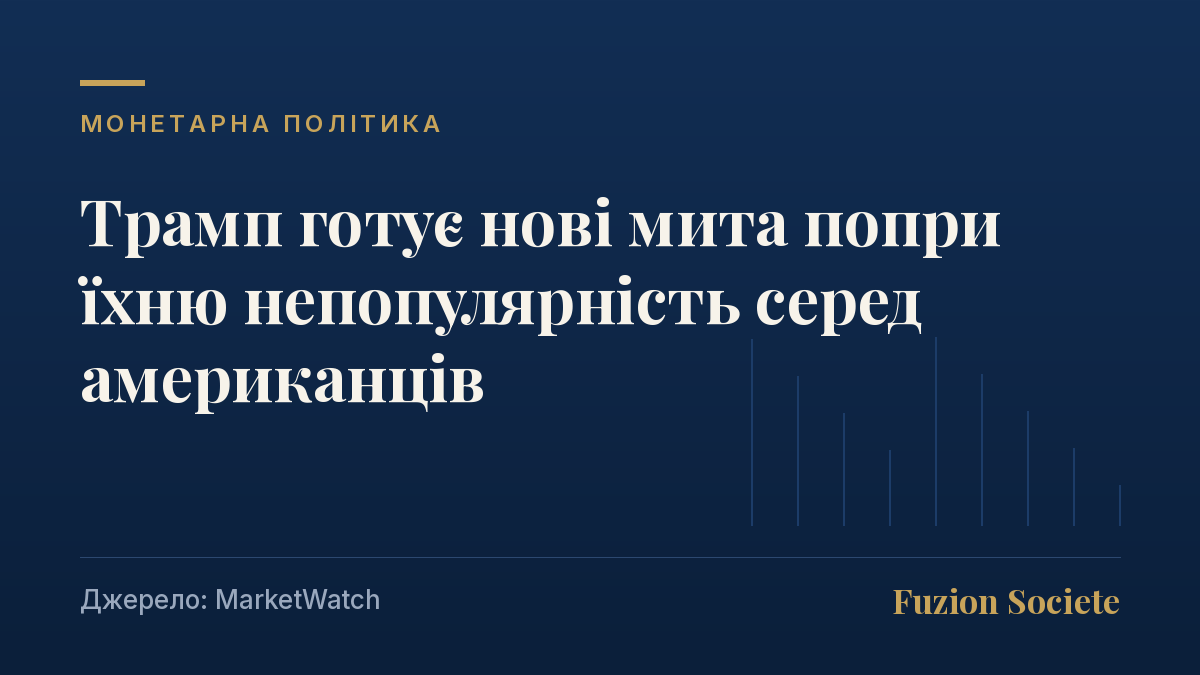 МОНЕТАРНА ПОЛІТИКА
Трамп готує нові мита попри
їхню непопулярність серед
американців
Джерело: MarketWatch
Fuzion Societe